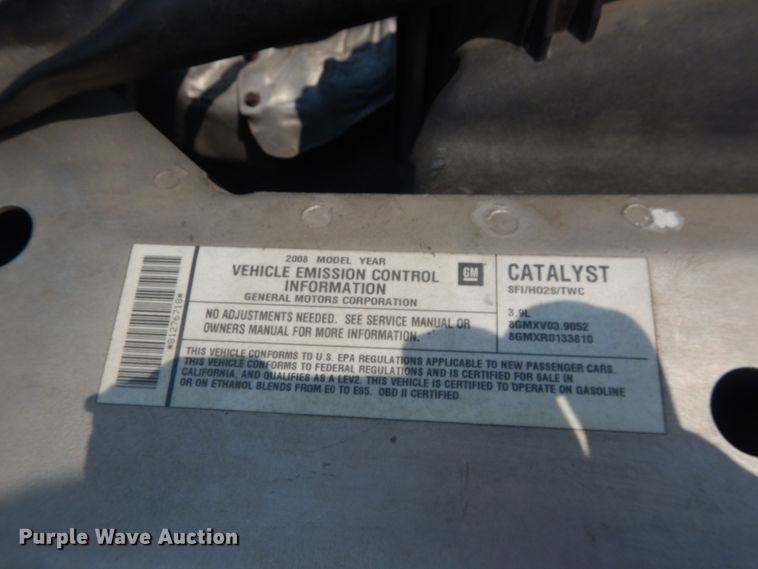 *81276718*
2008 MODEL YEAR
VEHICLE EMISSION CONTROL
INFORMATION
GENERAL MOTORS CORPORATION
GM
NO ADJUSTMENTS NEEDED. SEE SERVICE MANUAL OR
OWNERS MANUAL FOR MORE INFORMATION.
CATALYST
SFI/HO2S/TWC
3.9L
8GMXV03.9052
8GMXR0133810
THIS VEHICLE CONFORMS TO U.S. EPA REGULATIONS APPLICABLE TO NEW PASSENGER CARS.
THIS VEHICLE CONFORMS TO FEDERAL REGULATIONS AND IS CERTIFIED FOR SALE IN
CALIFORNIA, AND QUALIFIES AS A LEV2. THIS VEHICLE IS CERTIFIED TO OPERATE ON GASOLINE
OR ON ETHANOL BLENDS FROM E0 TO E85. OBD II CERTIFIED.
Purple Wave Auction